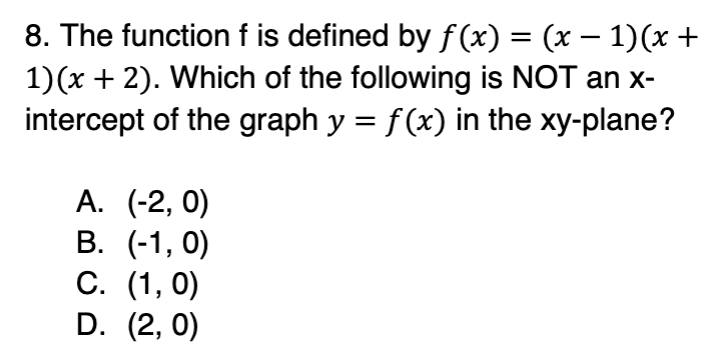 8. The function f is defined by f(x) = (x − 1)(x +
1)(x + 2). Which of the following is NOT an x-
intercept of the graph y = f(x) in the xy-plane?
A. (-2, 0)
B. (-1, 0)
C. (1, 0)
D. (2, 0)